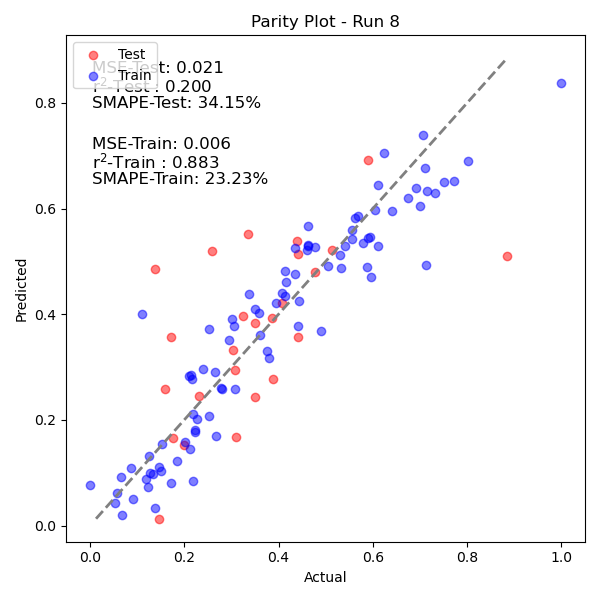 Parity Plot - Run 8
Test
Train
MSE-Test: 0.021
r²-Test : 0.200
SMAPE-Test: 34.15%
MSE-Train: 0.006
r²-Train : 0.883
SMAPE-Train: 23.23%
Predicted
0.8
0.6
0.4
0.2
0.0
0.0 0.2 0.4 0.6 0.8 1.0
Actual